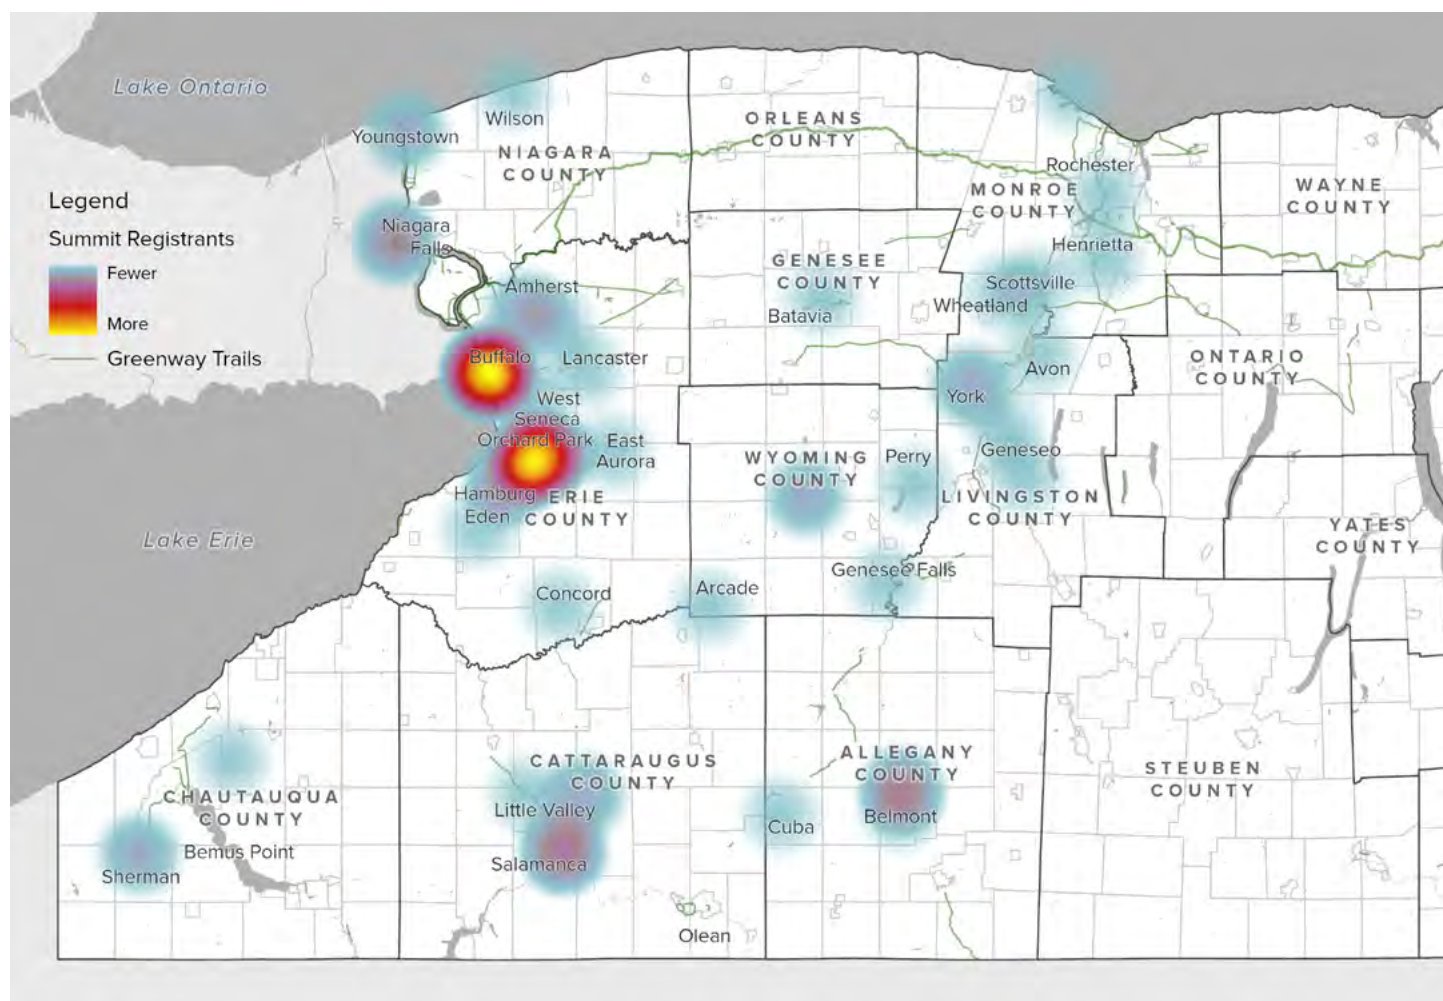 Lake Ontario
Wilson
Youngstown
NIAGARA
COUNTY
ORLEANS
COUNTY
Rochester
MONROE
COUNTY
WAYNE
COUNTY
Legend
Summit Registrants
Fewer
More
Greenway Trails
Niagara
Falls
Henrietta
GENESEE
COUNTY
Amherst
Scottsville
Wheatland
Batavia
Buffalo
Lancaster
Avon
ONTARIO
COUNTY
York
West
Seneca
Orchard Park
East
Aurora
WYOMING
COUNTY
Perry
Geneseo
LIVINGSTON
COUNTY
Hamburg
ERIE
COUNTY
Eden
Lake Erie
YATES
COUNTY
Genesee Falls
Concord
Arcade
CATTARAUGUS
COUNTY
ALLEGANY
COUNTY
STEUBEN
COUNTY
CHAUTAUQUA
COUNTY
Little Valley
Cuba
Belmont
Bemus Point
Sherman
Salamanca
Olean